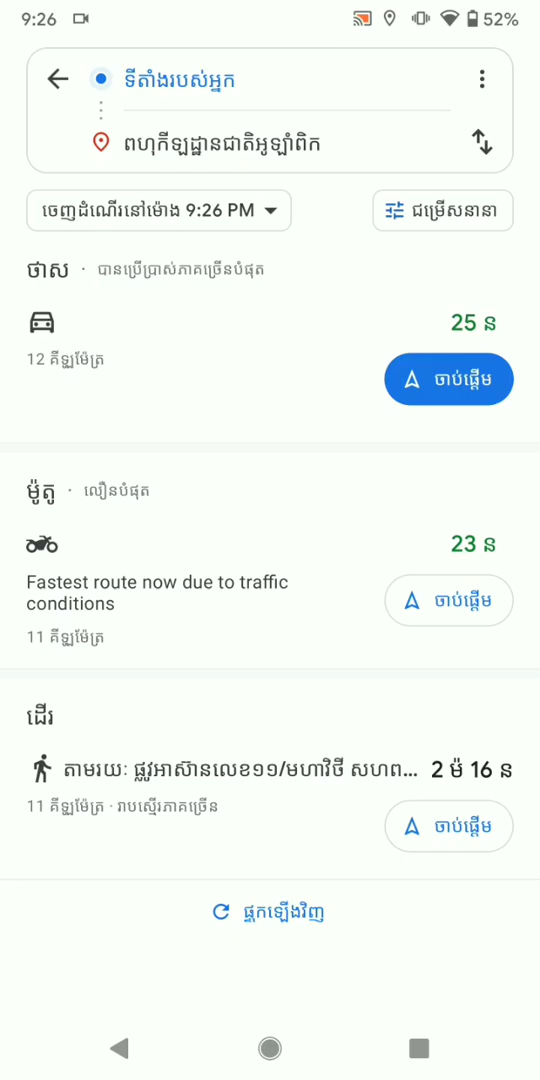 9:26
52%
ទីតាំងរបស់អ្នក
ពហុកីឡដ្ឋានជាតិអូឡាំពិក
ចេញដំណើរនៅម៉ោង 9:26 PM
ជម្រើសនានា
ថាស · បានប្រើប្រាស់ភាគច្រើនបំផុត
25 ន
12 គីឡូម៉ែត្រ
ចាប់ផ្ដើម
ម៉ូតូ · លឿនបំផុត
23 ន
Fastest route now due to traffic
conditions
ចាប់ផ្ដើម
11 គីឡូម៉ែត្រ
ដើរ
តាមរយៈ ផ្លូវអាស៊ានលេខ១១/មហាវិថី សហព... 2 ម៉ 16 ន
11 គីឡូម៉ែត្រ · រាបស្មើរភាគច្រើន
ចាប់ផ្ដើម
ផ្ទុកឡើងវិញ